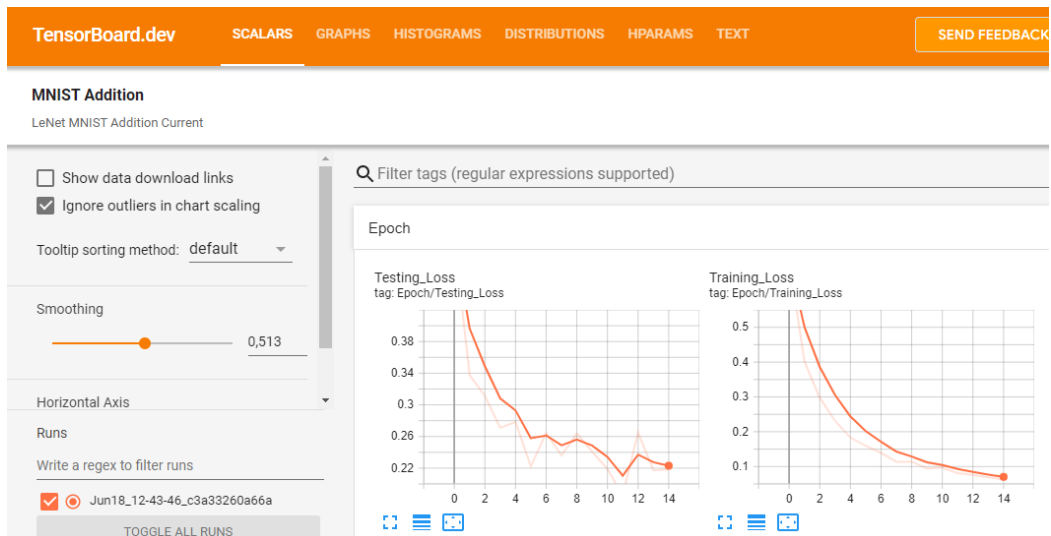 TensorBoard.dev SCALARS GRAPHS HISTOGRAMS DISTRIBUTIONS HPARAMS TEXT SEND FEEDBACK
MNIST Addition
LeNet MNIST Addition Current
Show data download links
Ignore outliers in chart scaling
Tooltip sorting method: default
Smoothing
0,513
Horizontal Axis
Runs
Write a regex to filter runs
Jun18_12-43-46_c3a33260a66a
TOGGLE ALL RUNS
Filter tags (regular expressions supported)
Epoch
Testing_Loss
tag: Epoch/Testing_Loss
0.38
0.34
0.3
0.26
0.22
0 2 4 6 8 10 12 14
Training_Loss
tag: Epoch/Training_Loss
0.5
0.4
0.3
0.2
0.1
0 2 4 6 8 10 12 14